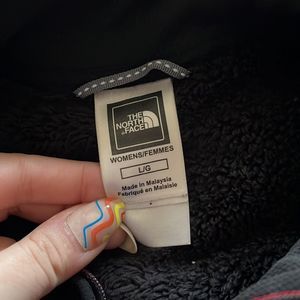 THE
NORTH
FACE
WOMENS/FEMMES
L/G
Made in Malaysia
Fabriqué en Malaisie